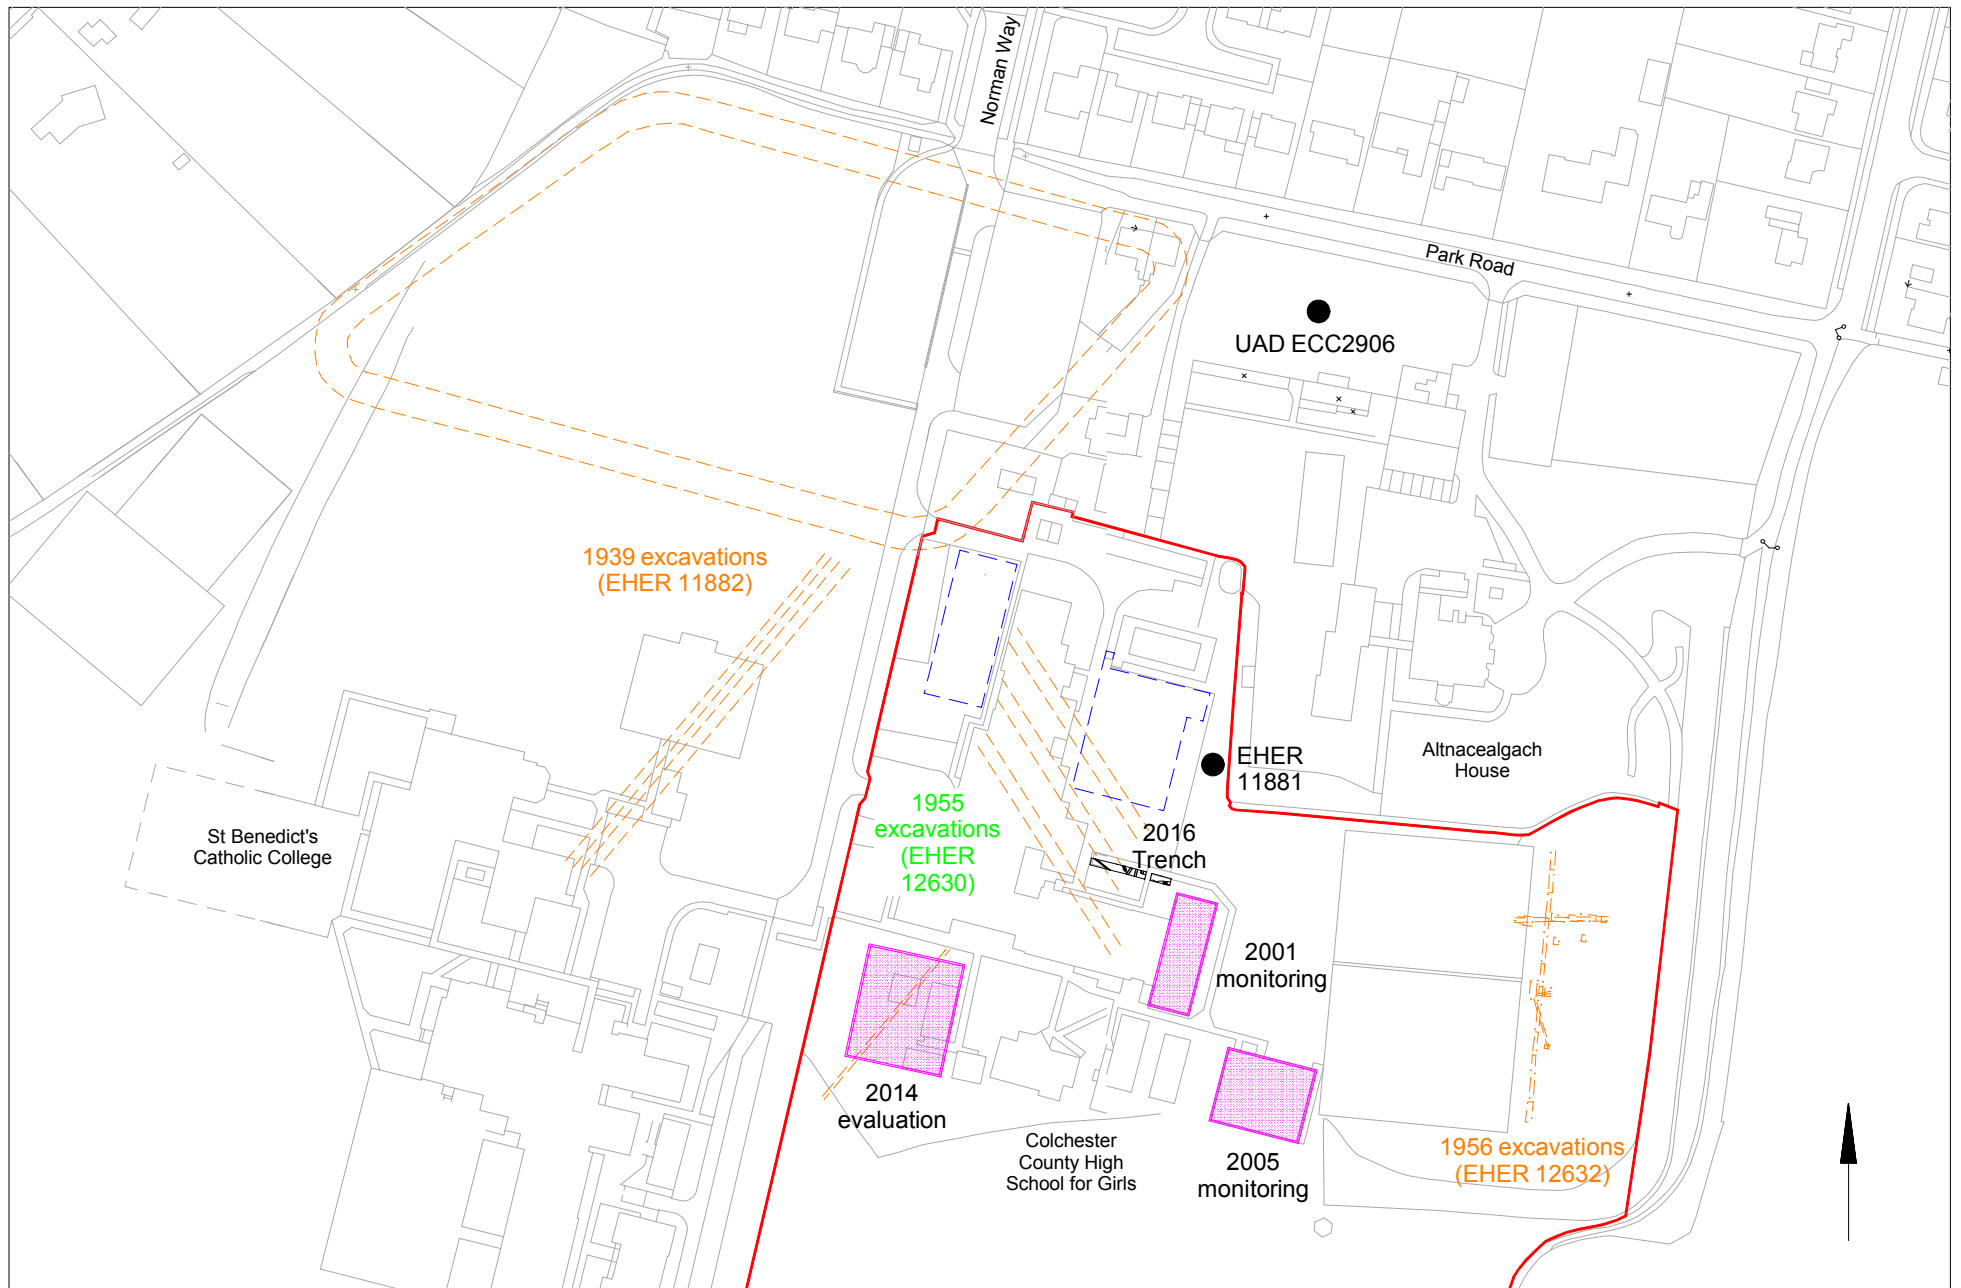 Norman Way
Park Road
UAD ECC2906
1939 excavations
(EHER 11882)
EHER
11881
Altnacealgach
House
1955
excavations
(EHER
12630)
2016
Trench
St Benedict's
Catholic College
2001
monitoring
2014
evaluation
Colchester
County High
School for Girls
2005
monitoring
1956 excavations
(EHER 12632)